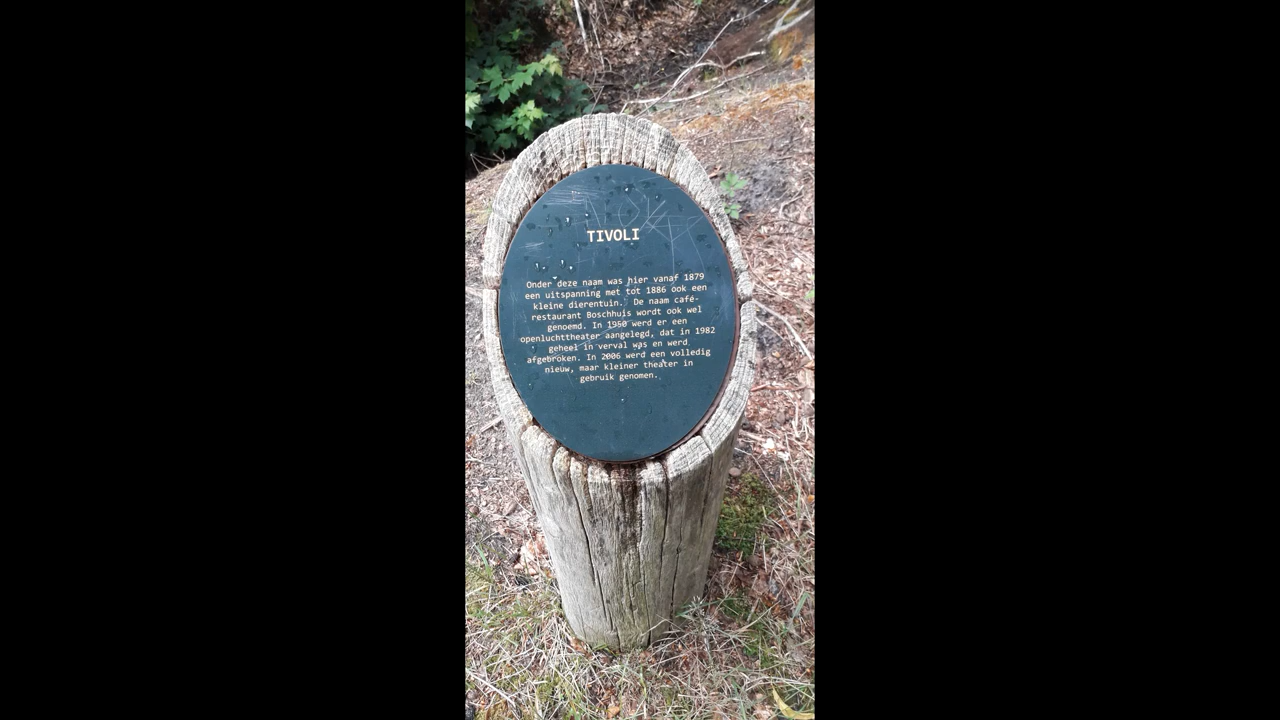 TIVOLI
Onder deze naam was hier vanaf 1879
een uitspanning met tot 1886 ook een
kleine dierentuin. De naam café-
restaurant Boschhuis wordt ook wel
genoemd. In 1950 werd er een
openluchttheater aangelegd, dat in 1982
geheel in verval was en werd
afgebroken. In 2006 werd een volledig
nieuw, maar kleiner theater in
gebruik genomen.